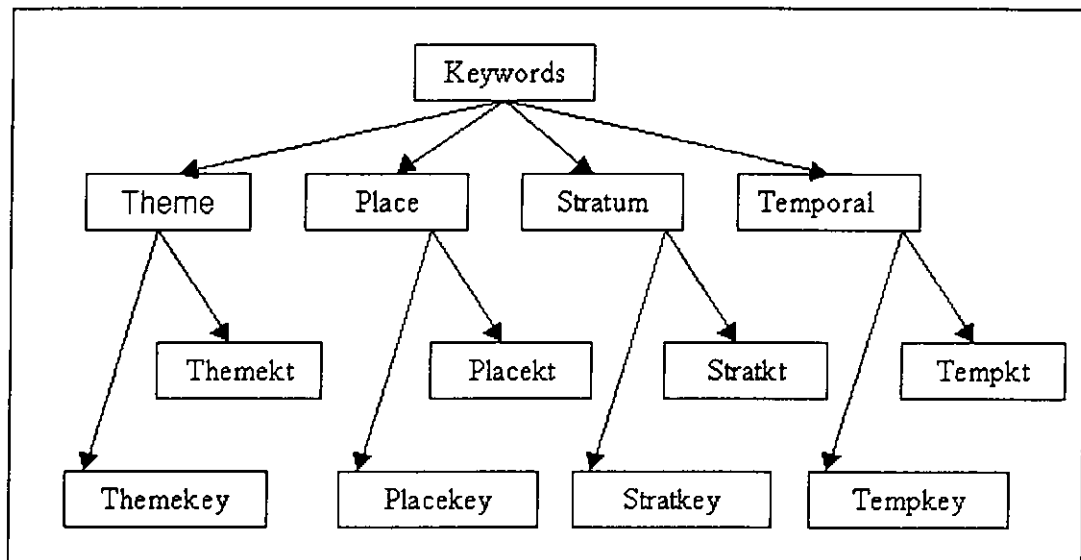 Keywords
Theme Place Stratum Temporal
Themekt Placekt Stratkt Tempkt
Themekey Placekey Stratkey Tempkey